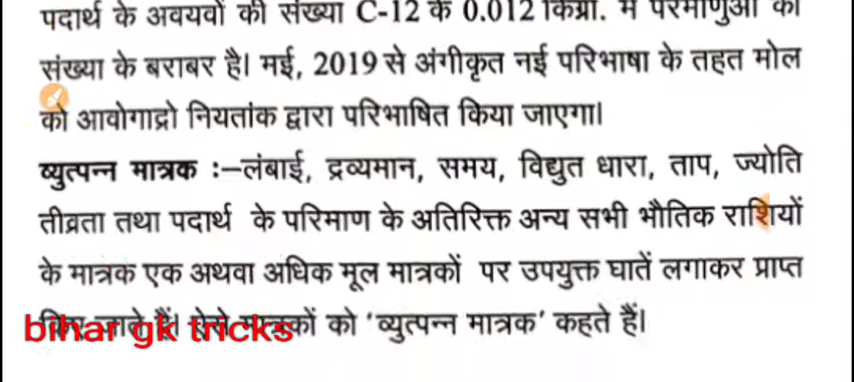 पदार्थ के अवयवों की संख्या C-12 के 0.012 किग्रा. में परमाणुओं की
संख्या के बराबर है। मई, 2019 से अंगीकृत नई परिभाषा के तहत मोल
को आवोगाद्रो नियतांक द्वारा परिभाषित किया जाएगा।
व्युत्पन्न मात्रक :–लंबाई, द्रव्यमान, समय, विद्युत धारा, ताप, ज्योति
तीव्रता तथा पदार्थ के परिमाण के अतिरिक्त अन्य सभी भौतिक राशियों
के मात्रक एक अथवा अधिक मूल मात्रकों पर उपयुक्त घातें लगाकर प्राप्त
किए जाते हैं। ऐसे मात्रकों को ‘व्युत्पन्न मात्रक’ कहते हैं।
bihar gk tricks